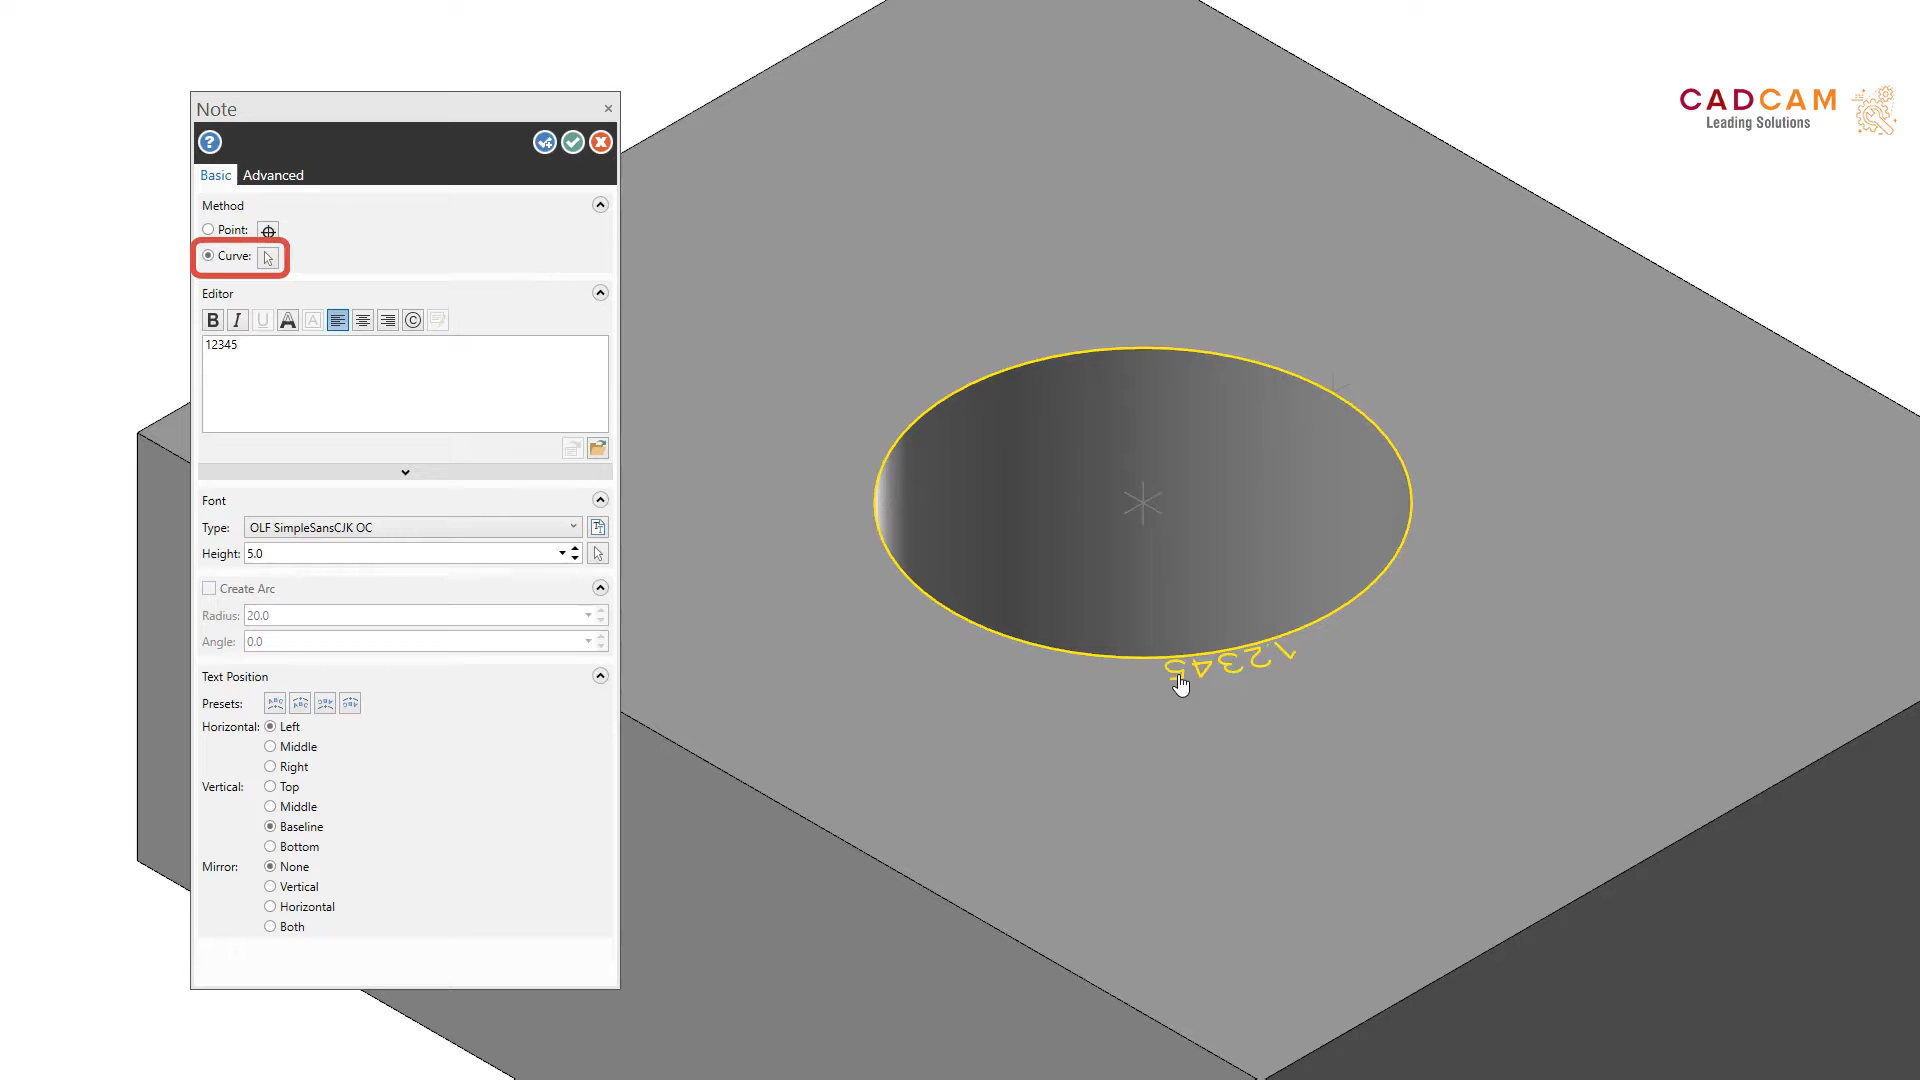 CADCAM
Leading Solutions
Note
Basic Advanced
Method
Point:
Curve:
Editor
B I U A A ©
12345
Font
Type: OLF SimpleSansCJK OC
Height: 5.0
Create Arc
Radius: 20.0
Angle: 0.0
Text Position
Presets:
Horizontal: Left
Middle
Right
Vertical: Top
Middle
Baseline
Bottom
Mirror: None
Vertical
Horizontal
Both
12345